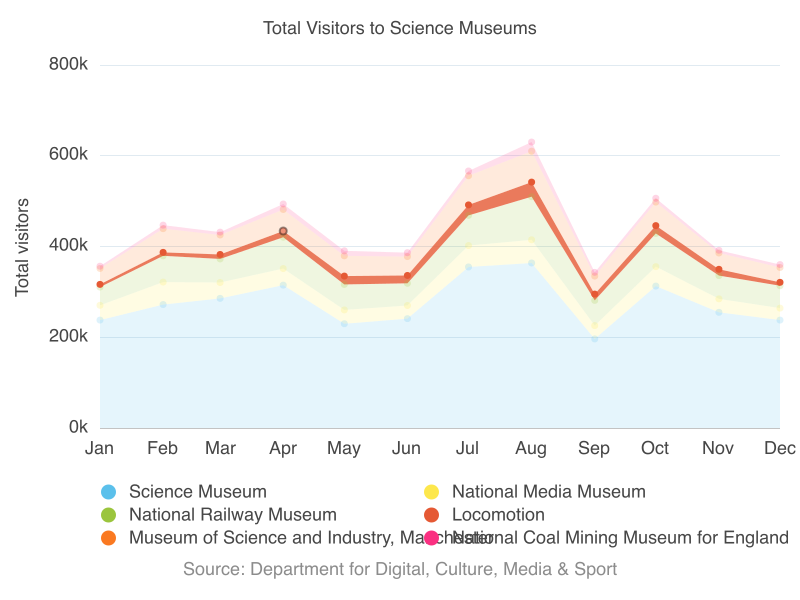 Total Visitors to Science Museums
800k
600k
400k
200k
0k
Total visitors
Jan Feb Mar Apr May Jun Jul Aug Sep Oct Nov Dec
Science Museum
National Media Museum
National Railway Museum
Locomotion
Museum of Science and Industry, Manchester
National Coal Mining Museum for England
Source: Department for Digital, Culture, Media & Sport